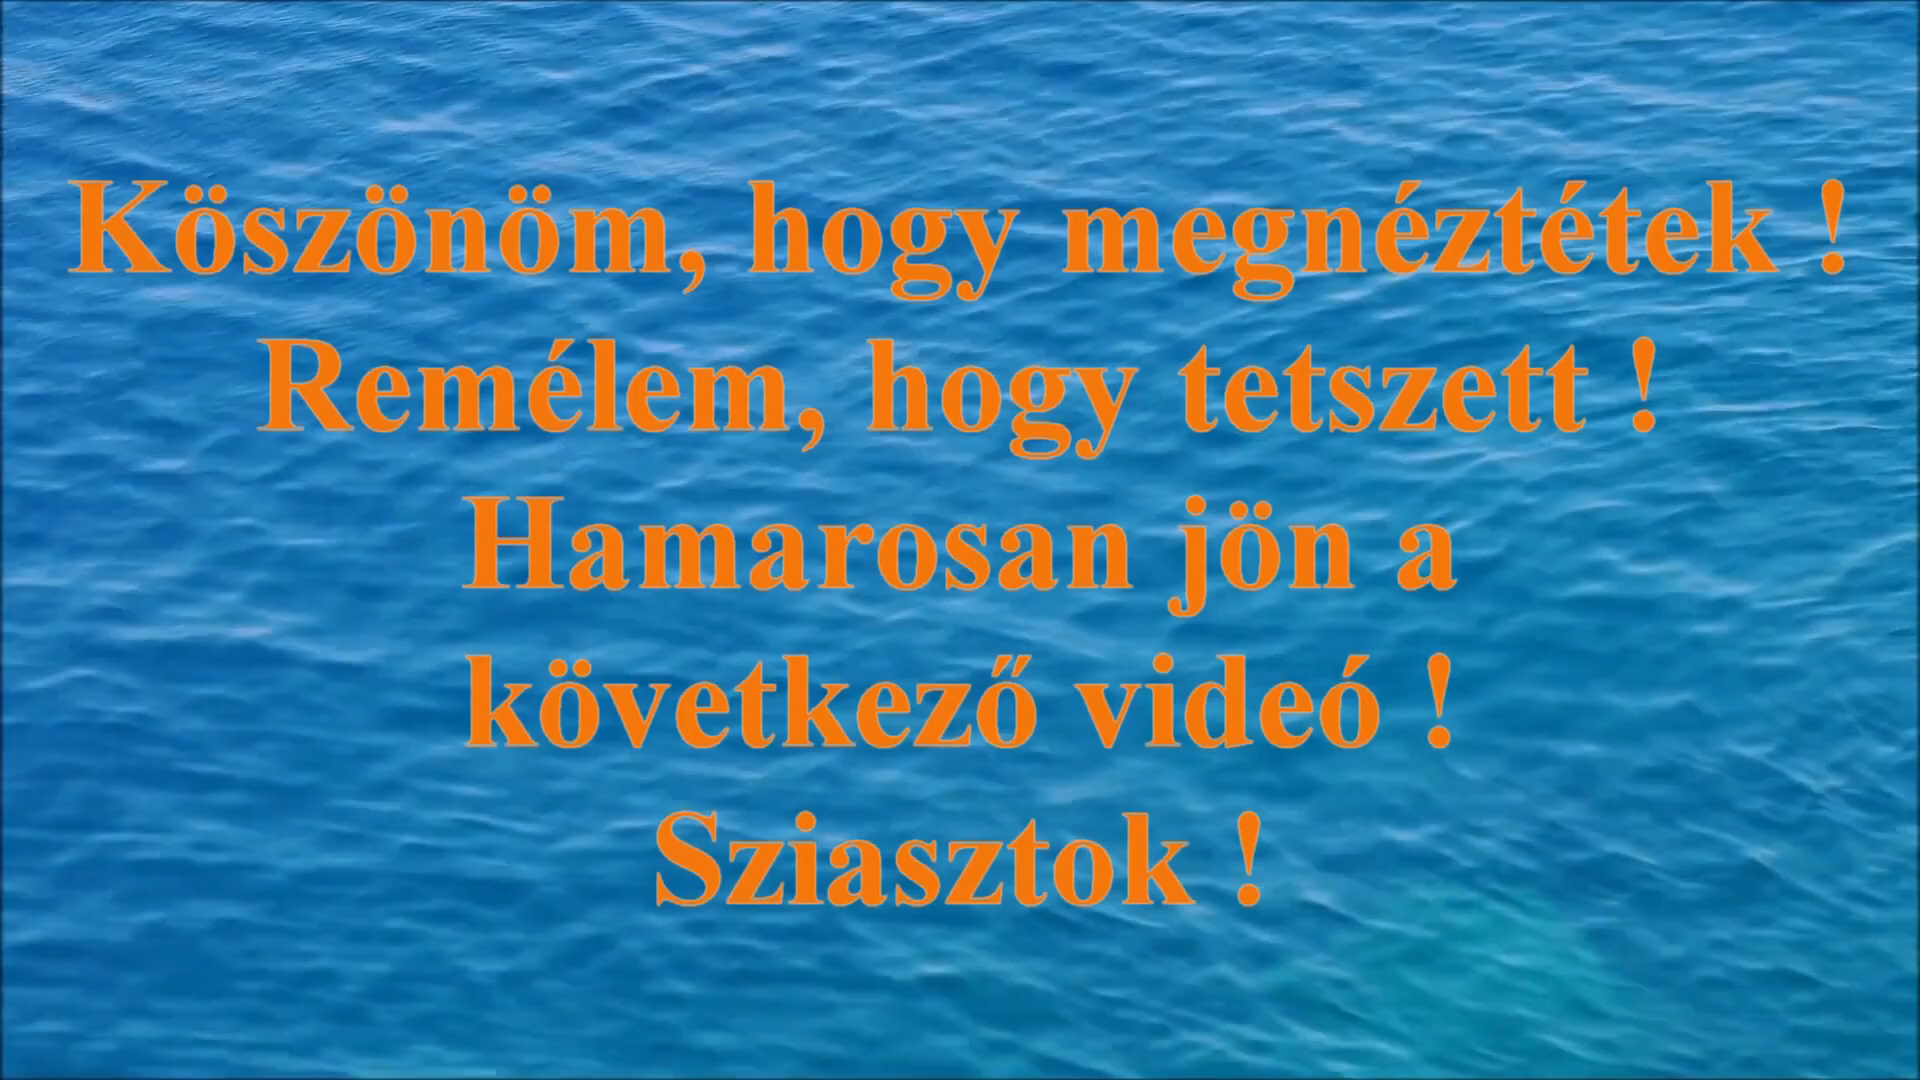 Köszönöm, hogy megnéztétek !
Remélem, hogy tetszett !
Hamarosan jön a
következő videó !
Sziasztok !